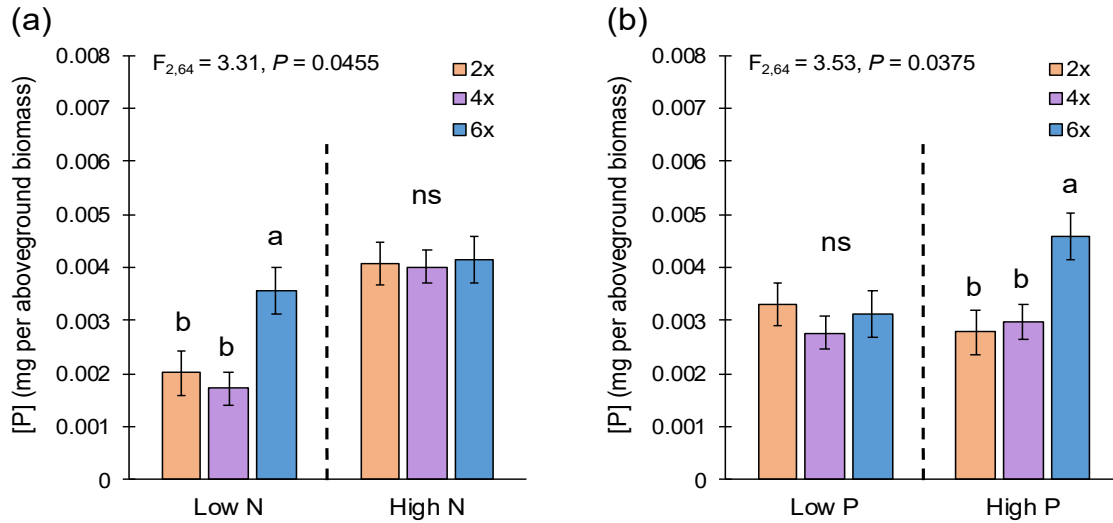 (a)
F2,64 = 3.31, P = 0.0455
2x
4x
6x
[P] (mg per aboveground biomass)
0.008
0.007
0.006
0.005
0.004
0.003
0.002
0.001
0
b
b
a
ns
Low N
High N
(b)
F2,64 = 3.53, P = 0.0375
2x
4x
6x
[P] (mg per aboveground biomass)
0.008
0.007
0.006
0.005
0.004
0.003
0.002
0.001
0
ns
b
b
a
Low P
High P